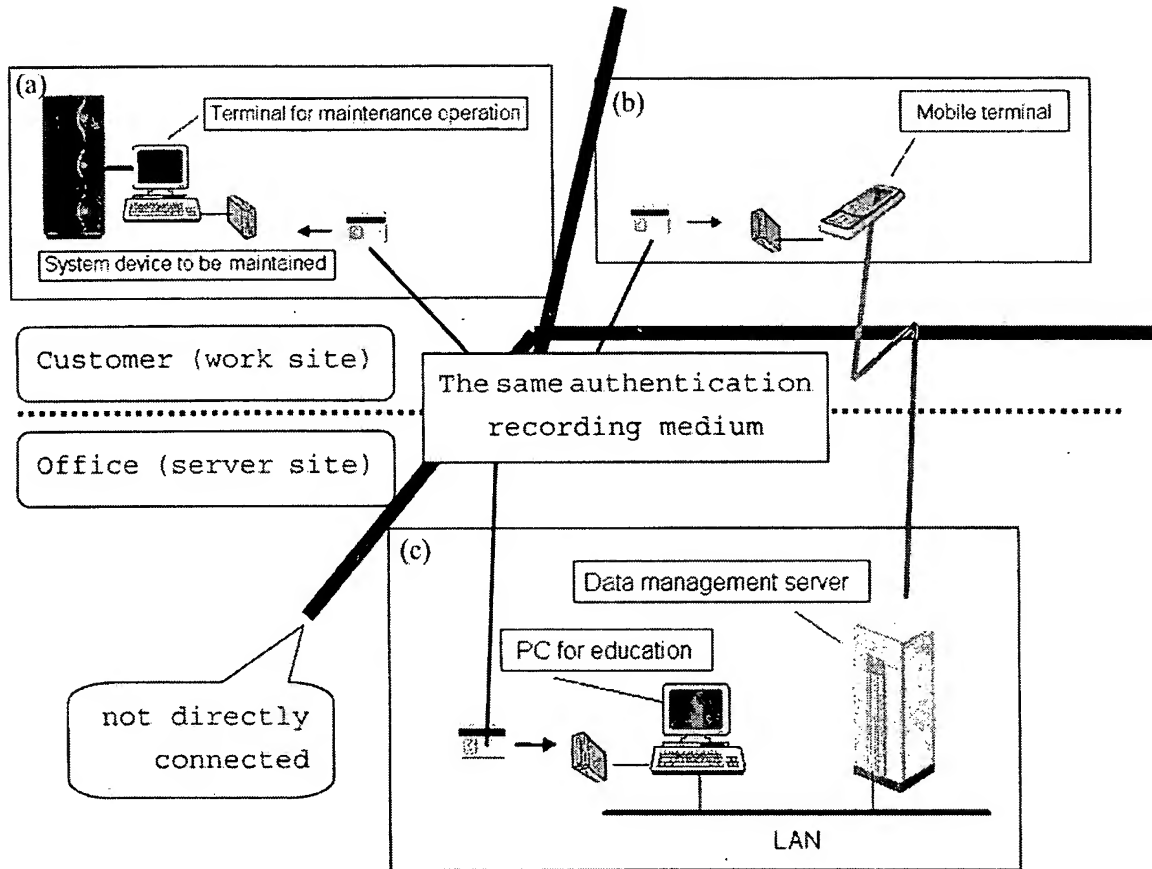 (a)
Terminal for maintenance operation
System device to be maintained
(b)
Mobile terminal
Customer (work site)
The same authentication
recording medium
Office (server site)
(c)
Data management server
PC for education
not directly
connected
LAN